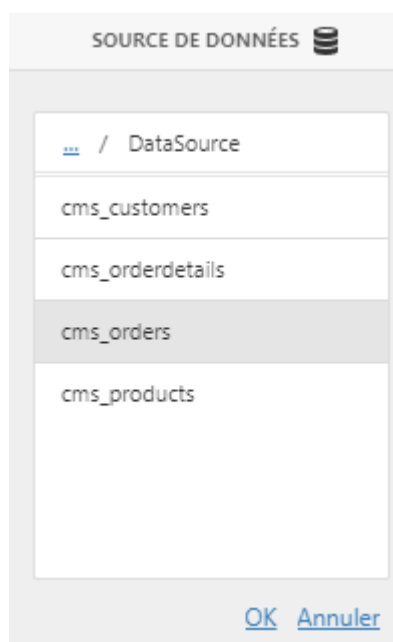 SOURCE DE DONNÉES
... / DataSource
cms_customers
cms_orderdetails
cms_orders
cms_products
OK Annuler